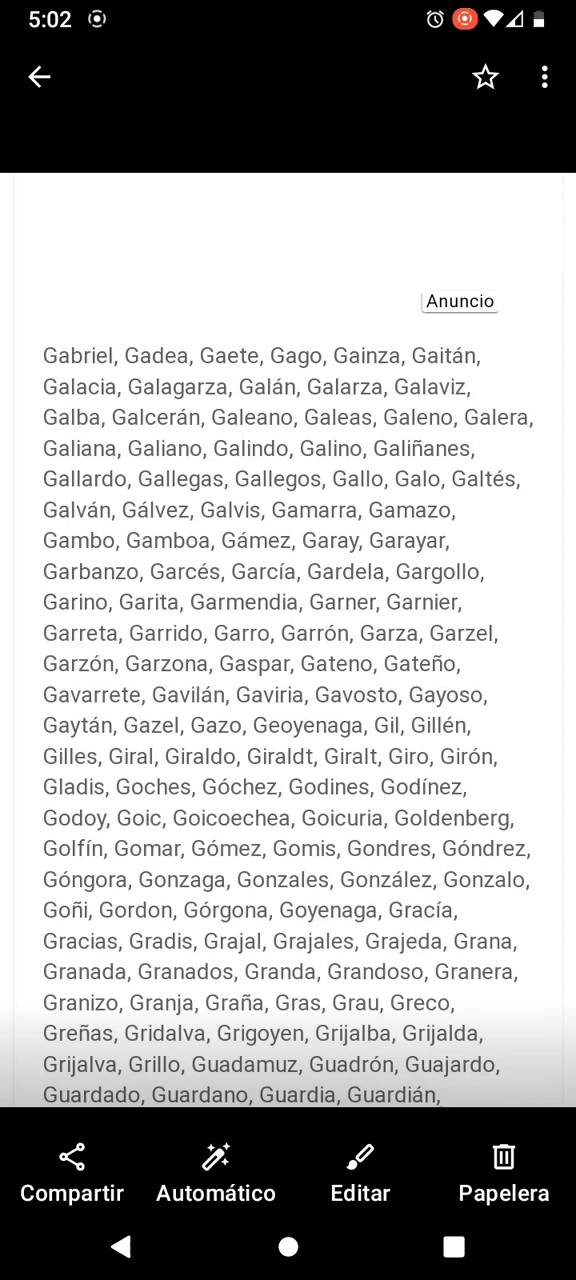 5:02
Anuncio
Gabriel, Gadea, Gaete, Gago, Gainza, Gaitán,
Galacia, Galagarza, Galán, Galarza, Galaviz,
Galba, Galcerán, Galeano, Galeas, Galeno, Galera,
Galiana, Galiano, Galindo, Galino, Galiñanes,
Gallardo, Gallegas, Gallegos, Gallo, Galo, Galtés,
Galván, Gálvez, Galvis, Gamarra, Gamazo,
Gambo, Gamboa, Gámez, Garay, Garayar,
Garbanzo, Garcés, García, Gardela, Gargollo,
Garino, Garita, Garmendia, Garner, Garnier,
Garreta, Garrido, Garro, Garrón, Garza, Garzel,
Garzón, Garzona, Gaspar, Gateno, Gateño,
Gavarrete, Gavilán, Gaviria, Gavosto, Gayoso,
Gaytán, Gazel, Gazo, Geoyenaga, Gil, Gillén,
Gilles, Giral, Giraldo, Giraldt, Giralt, Giro, Girón,
Gladis, Goches, Góchez, Godines, Godínez,
Godoy, Goic, Goicoechea, Goicuria, Goldenberg,
Golfín, Gomar, Gómez, Gomis, Gondres, Góndrez,
Góngora, Gonzaga, Gonzales, González, Gonzalo,
Goñi, Gordon, Górgona, Goyenaga, Gracía,
Gracias, Gradis, Grajal, Grajales, Grajeda, Grana,
Granada, Granados, Granda, Grandoso, Granera,
Granizo, Granja, Graña, Gras, Grau, Greco,
Greñas, Gridalva, Grigoyen, Grijalba, Grijalda,
Grijalva, Grillo, Guadamuz, Guadrón, Guajardo,
Guardado, Guardano, Guardia, Guardián,
Compartir
Automático
Editar
Papelera